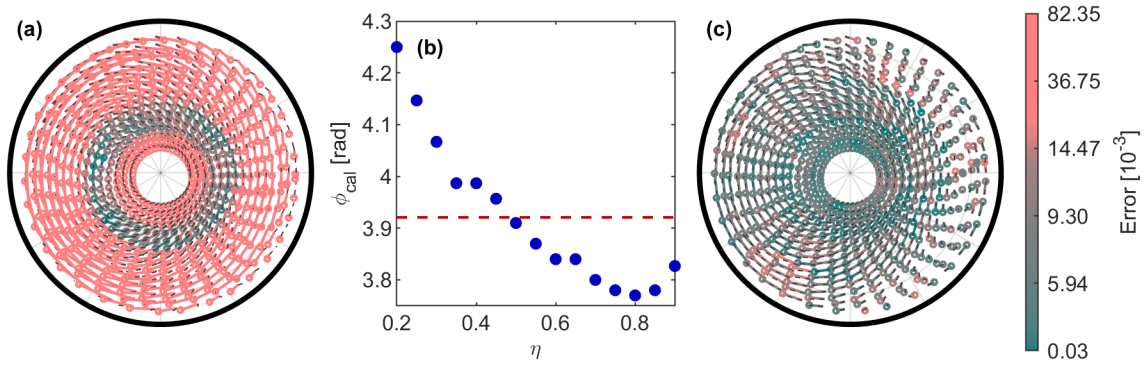 (a)
(b)
(c)
4.3
4.2
4.1
4
3.9
3.8
ϕcal [rad]
0.2
0.4
0.6
0.8
η
82.35
36.75
14.47
9.30
5.94
0.03
Error [10^-3]